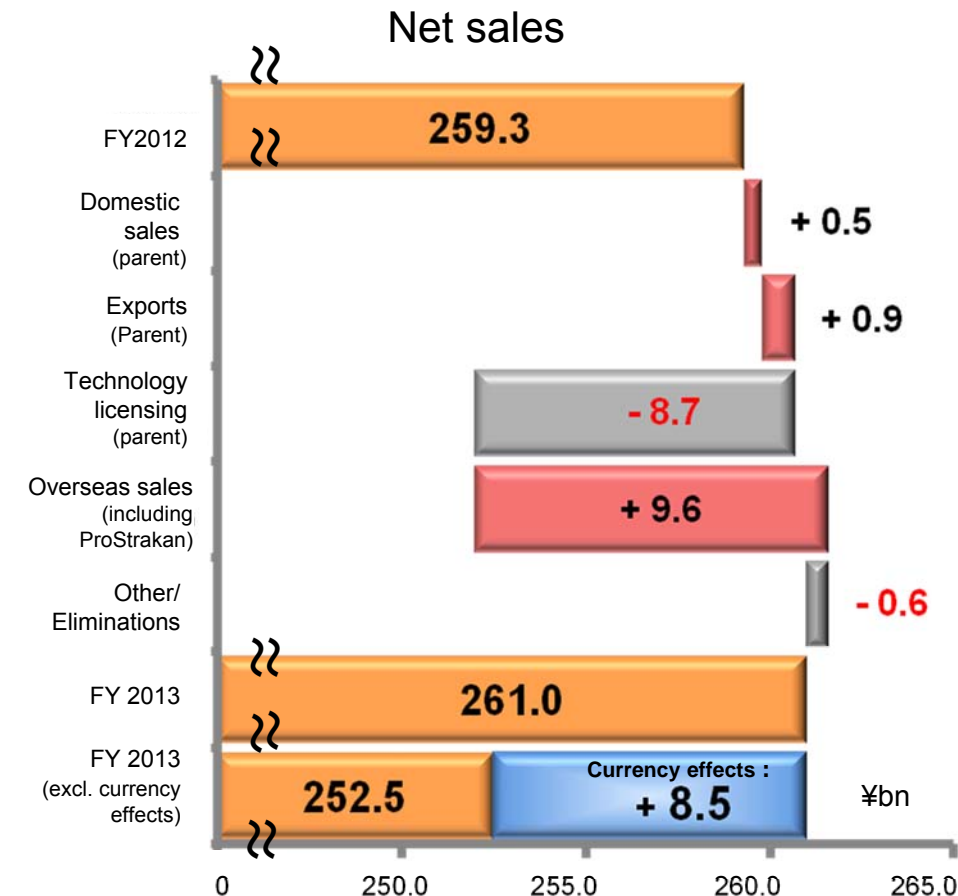 Net sales
FY2012
259.3
Domestic
sales
(parent)
+ 0.5
Exports
(Parent)
+ 0.9
Technology
licensing
(parent)
- 8.7
Overseas sales
(including
ProStrakan)
+ 9.6
Other/
Eliminations
- 0.6
FY 2013
261.0
FY 2013
(excl. currency
effects)
252.5
Currency effects :
+ 8.5
¥bn
0 250.0 255.0 260.0 265.0